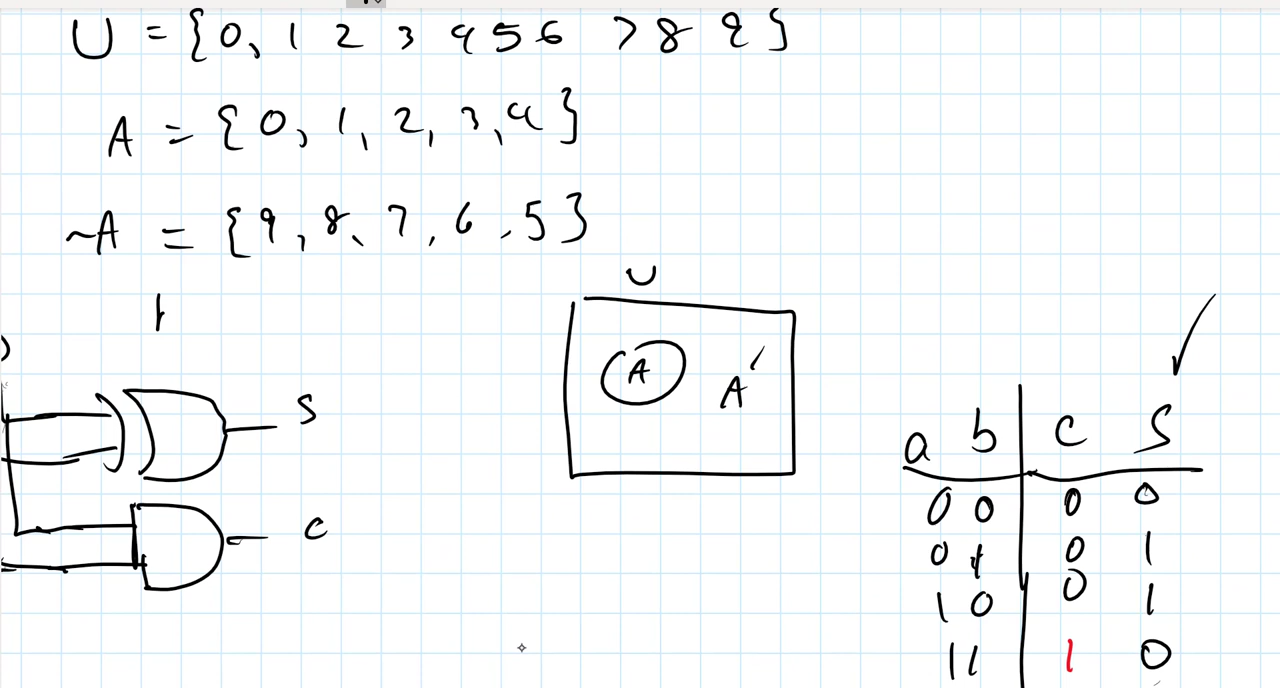 U = {0, 1 2 3 4 5 6 7 8 9}
A = {0, 1, 2, 3, 4}
~A = {9, 8, 7, 6, 5}
U
A A′
S
C
a b c S
0 0 0 0
0 1 0 1
1 0 0 1
1 1 1 0